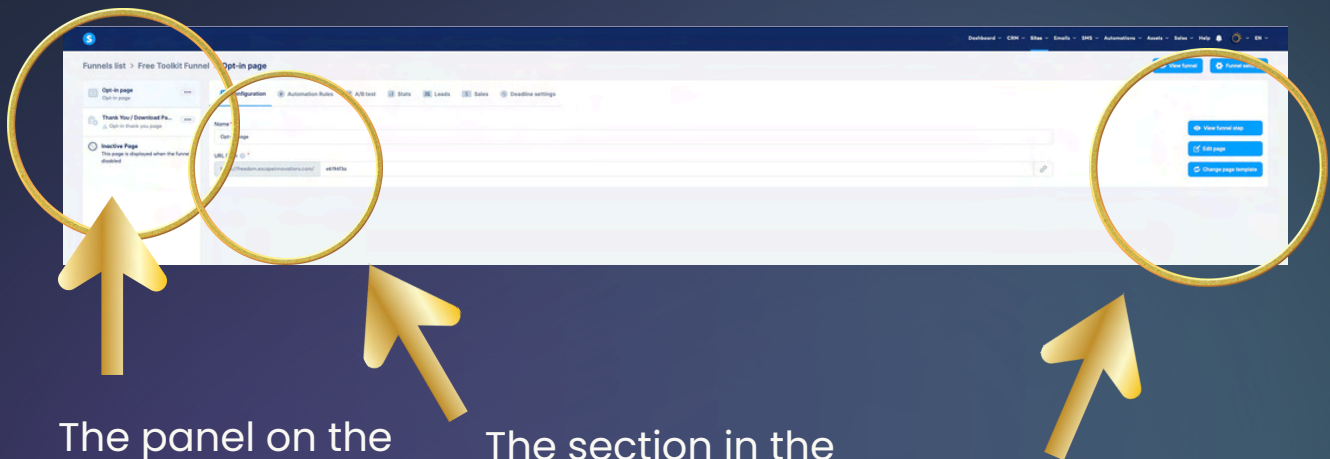 S
Dashboard CRM Sites Emails SMS Automations Assets Sales Help EN
Funnels list > Free Toolkit Funnel > Opt-in page
View funnel
Opt-in page
Opt-in page
Configuration Automation Rules A/B test Stats Leads Sales Deadline settings
Thank You / Download Pa...
Opt-in thank you page
Name *
Inactive Page
This page is displayed when the funnel
disabled
URL
View funnel step
Edit page
Change page template
The panel on the
The section in the